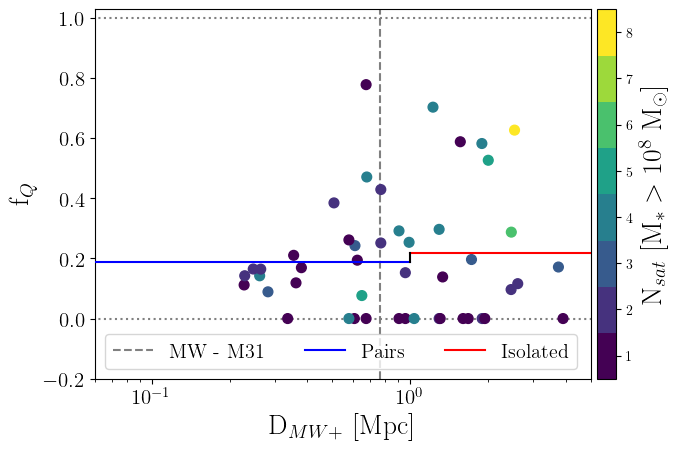 1.0
0.8
0.6
0.4
0.2
0.0
−0.2
f_Q
10^{-1}
10^0
D_{MW+} [Mpc]
MW - M31
Pairs
Isolated
8
7
6
5
4
3
2
1
N_{sat} [M_* > 10^8 M_⊙]